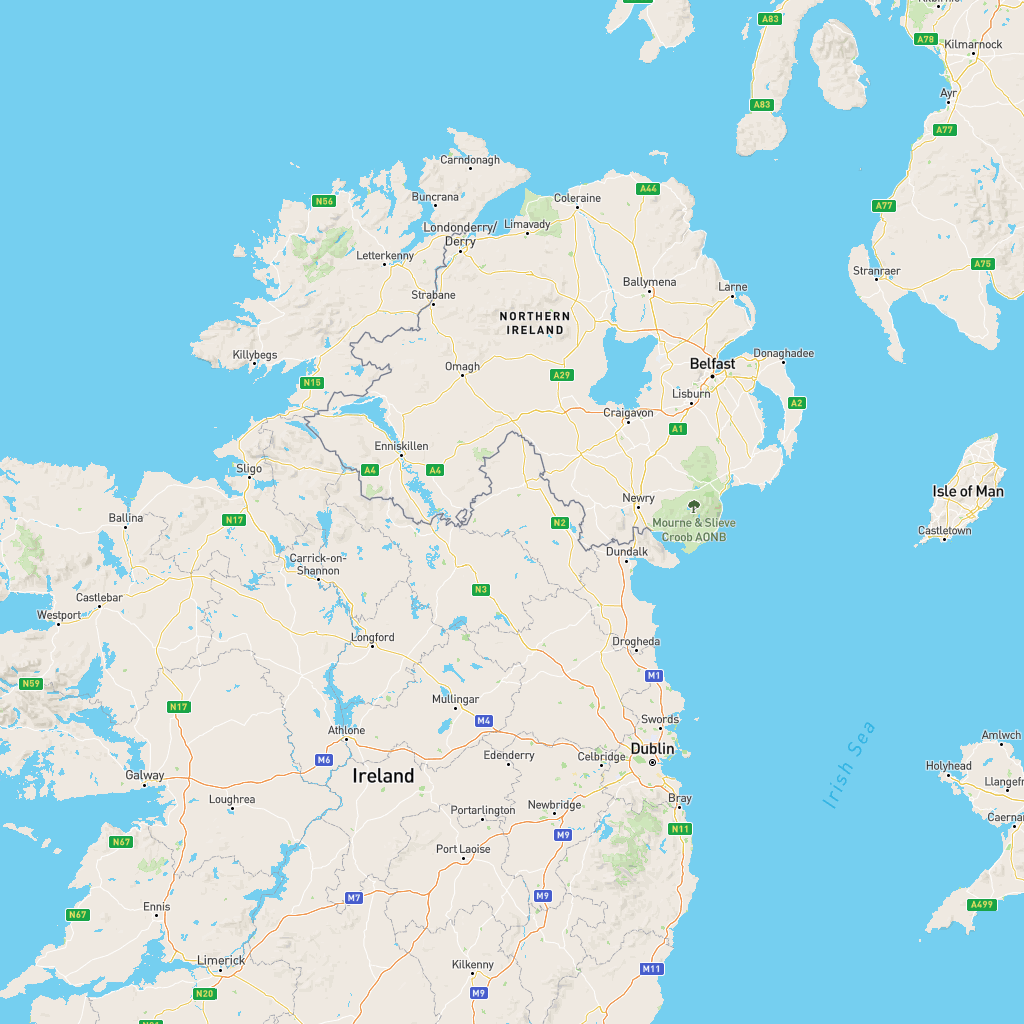 A83
A78
Kilmarnock
Ayr
A83
A77
Carndonagh
Buncrana
N56
A44
Coleraine
A77
Limavady
Londonderry/
Derry
Letterkenny
A75
Stranraer
Ballymena
Larne
Strabane
NORTHERN
IRELAND
Killybegs
Donaghadee
Belfast
Omagh
A29
N15
Lisburn
A2
Craigavon
A1
Enniskillen
Sligo
A4
A4
Isle of Man
Newry
Ballina
N17
N2
Mourne & Slieve
Croob AONB
Castletown
Dundalk
Carrick-on-
Shannon
N3
Castlebar
Westport
Longford
Drogheda
N59
M1
Mullingar
N17
M4
Swords
Athlone
Amlwch
Dublin
Irish Sea
M6
Edenderry
Celbridge
Holyhead
Galway
Ireland
Llangef
Loughrea
Bray
Newbridge
Portarlington
Caernar
N67
M9
N11
Port Laoise
M7
M9
Ennis
N67
A499
Limerick
Kilkenny
M11
N20
M9